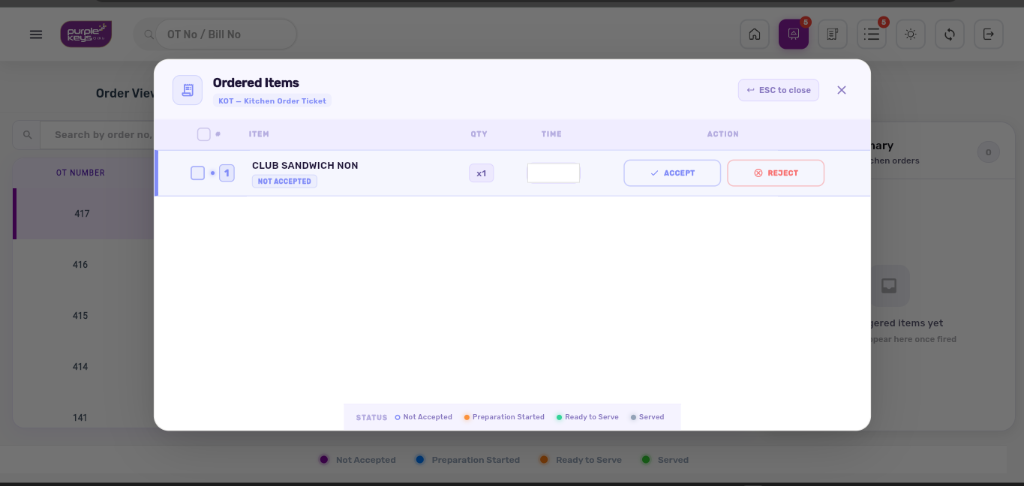 purple
keys
OT No / Bill No
5
5
Order View
Search by order no,
OT NUMBER
417
416
415
414
141
Ordered Items
KOT — Kitchen Order Ticket
↩ ESC to close
# ITEM QTY TIME ACTION
1 CLUB SANDWICH NON x1 ACCEPT REJECT
NOT ACCEPTED
STATUS Not Accepted Preparation Started Ready to Serve Served
mary
chen orders
0
gered items yet
ppear here once fired
Not Accepted Preparation Started Ready to Serve Served